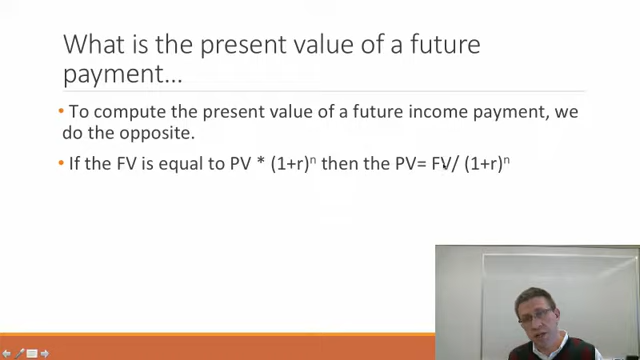 What is the present value of a future
payment...
• To compute the present value of a future income payment, we
do the opposite.
• If the FV is equal to PV * (1+r)ⁿ then the PV= FV/ (1+r)ⁿ